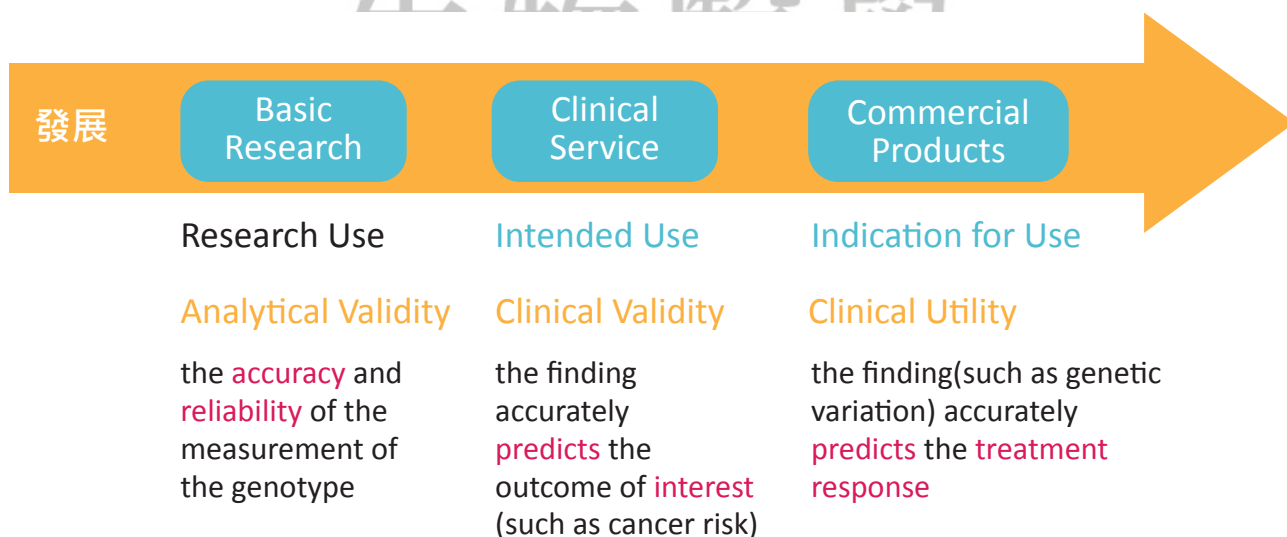 發展
Basic
Research
Clinical
Service
Commercial
Products
Research Use
Intended Use
Indication for Use
Analytical Validity
Clinical Validity
Clinical Utility
the accuracy and
reliability of the
measurement of
the genotype
the finding
accurately
predicts the
outcome of interest
(such as cancer risk)
the finding(such as genetic
variation) accurately
predicts the treatment
response